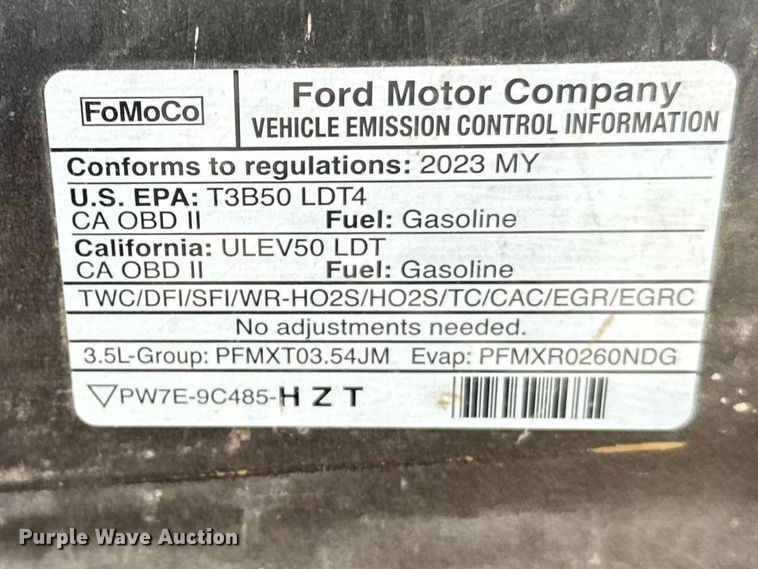 FoMoCo
Ford Motor Company
VEHICLE EMISSION CONTROL INFORMATION
Conforms to regulations: 2023 MY
U.S. EPA: T3B50 LDT4
CA OBD II Fuel: Gasoline
California: ULEV50 LDT
CA OBD II Fuel: Gasoline
TWC/DFI/SFI/WR-HO2S/HO2S/TC/CAC/EGR/EGRC
No adjustments needed.
3.5L-Group: PFMXT03.54JM Evap: PFMXR0260NDG
▽PW7E-9C485-H Z T
Purple Wave Auction